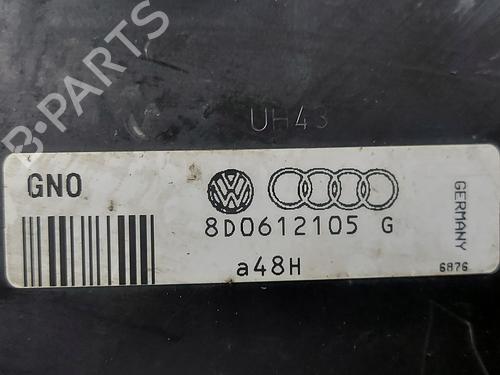 B-PARTS
UH43
GNO
8D0612105 G
a48H
GERMANY
6876